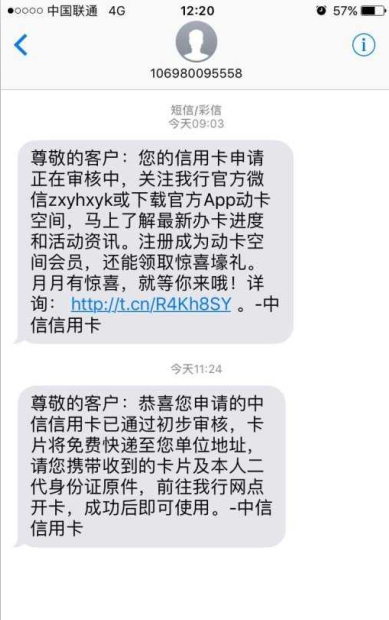 中国联通 4G 12:20 57%
106980095558
短信/彩信
今天09:03
尊敬的客户：您的信用卡申请
正在审核中，关注我行官方微
信zxyhxyk或下载官方App动卡
空间，马上了解最新办卡进度
和活动资讯。注册成为动卡空
间会员，还能领取惊喜壕礼。
月月有惊喜，就等你来哦！详
询： http://t.cn/R4Kh8SY 。-中
信信用卡
今天11:24
尊敬的客户：恭喜您申请的中
信信用卡已通过初步审核，卡
片将免费快递至您单位地址，
请您携带收到的卡片及本人二
代身份证原件，前往我行网点
开卡，成功后即可使用。-中信
信用卡